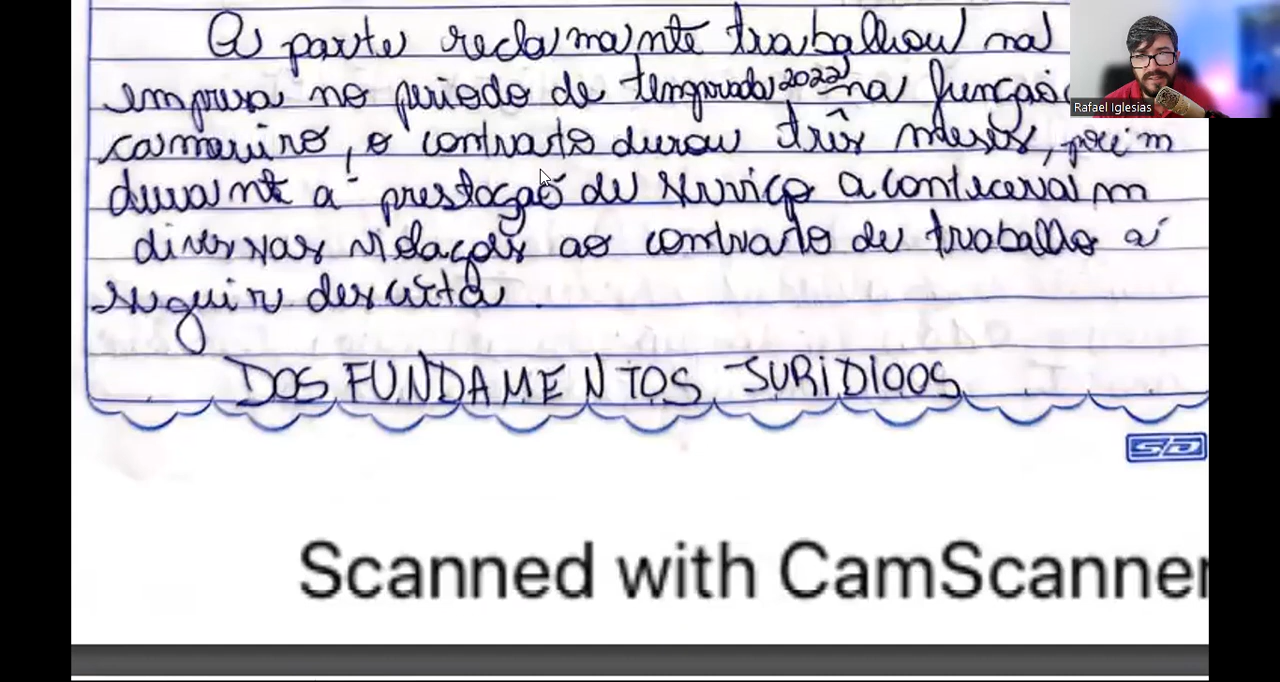 A parte reclamante trabalhou na
empresa no periodo de temporada 2022 na função
camareiro, o contrato durou três meses, porém
durante a prestação de serviço aconteceram
diversas violações ao contrato de trabalho a
seguir descrita.
DOS FUNDAMENTOS JURIDICOS
SD
Scanned with CamScanner
Rafael Iglesias